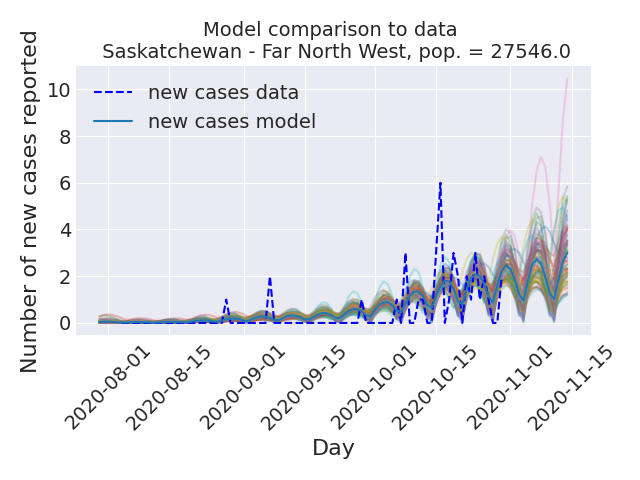 Model comparison to data
Saskatchewan - Far North West, pop. = 27546.0
Number of new cases reported
10
8
6
4
2
0
new cases data
new cases model
2020-08-01
2020-08-15
2020-09-01
2020-09-15
2020-10-01
2020-10-15
2020-11-01
2020-11-15
Day